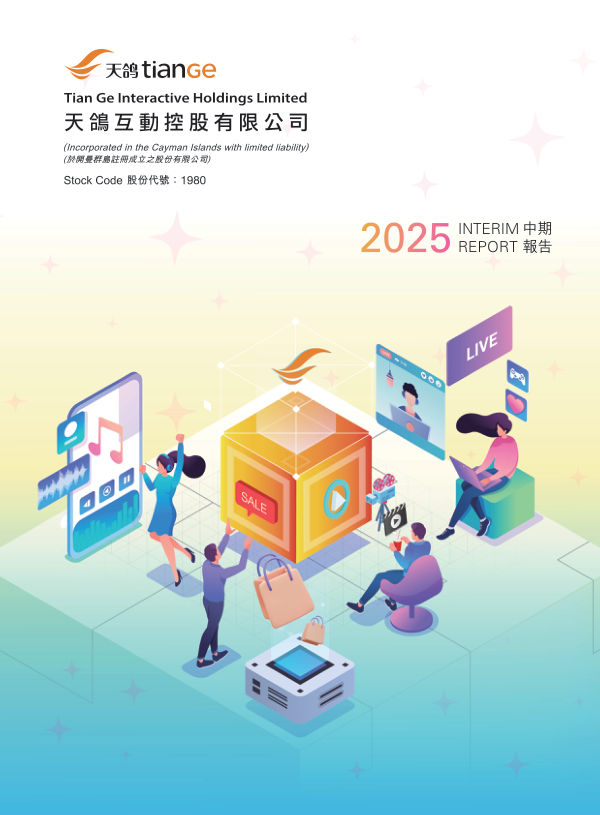 天鴿 tianGe
Tian Ge Interactive Holdings Limited
天鴿互動控股有限公司
(Incorporated in the Cayman Islands with limited liability)
(於開曼群島註冊成立之股份有限公司)
Stock Code 股份代號：1980
2025 INTERIM 中期
REPORT 報告
LIVE
LIVE
SALE